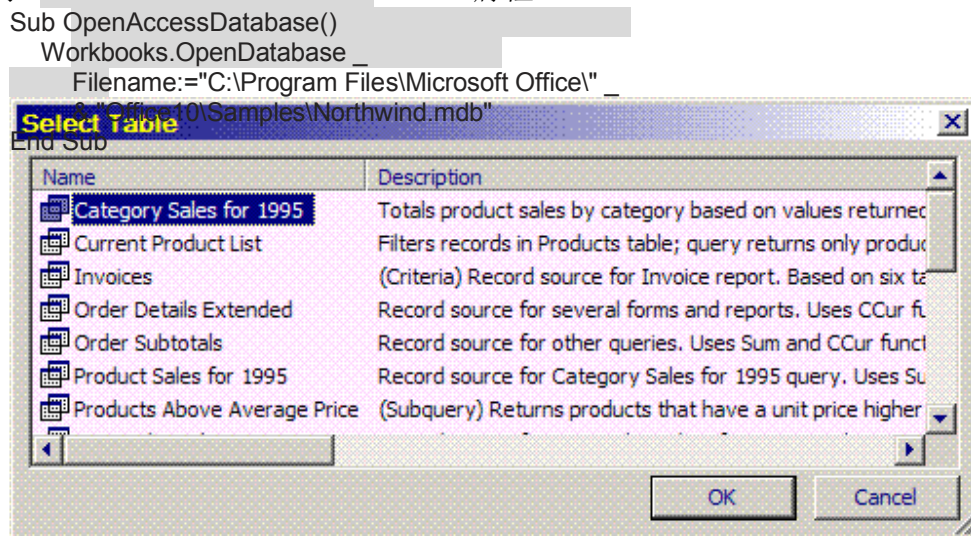 Sub OpenAccessDatabase()
Workbooks.OpenDatabase _
Filename:="C:\Program Files\Microsoft Office\" _
& "Office10\Samples\Northwind.mdb"
Select Table
End Sub
Name Description
Category Sales for 1995 Totals product sales by category based on values returned
Current Product List Filters records in Products table; query returns only produc
Invoices (Criteria) Record source for Invoice report. Based on six ta
Order Details Extended Record source for several forms and reports. Uses CCur fu
Order Subtotals Record source for other queries. Uses Sum and CCur funct
Product Sales for 1995 Record source for Category Sales for 1995 query. Uses Su
Products Above Average Price (Subquery) Returns products that have a unit price higher
OK Cancel